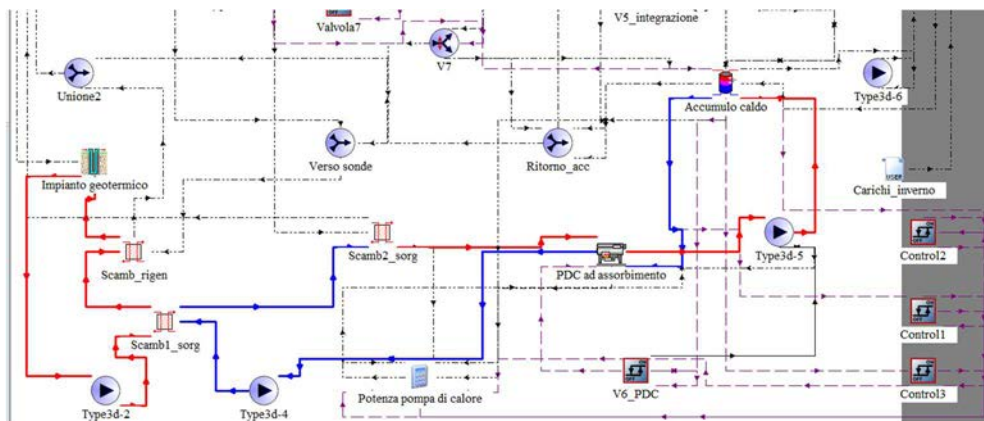 Valvola7
V5_integrazione
V7
Unione2
Accumulo caldo
Type3d-6
Verso sonde
Ritorno_acc
Impianto geotermico
USER
Carichi_inverno
Scamb_rigen
Scamb2_sorg
PDC ad assorbimento
Type3d-5
Control2
Scamb1_sorg
Control1
Type3d-2
Type3d-4
Potenza pompa di calore
V6_PDC
Control3